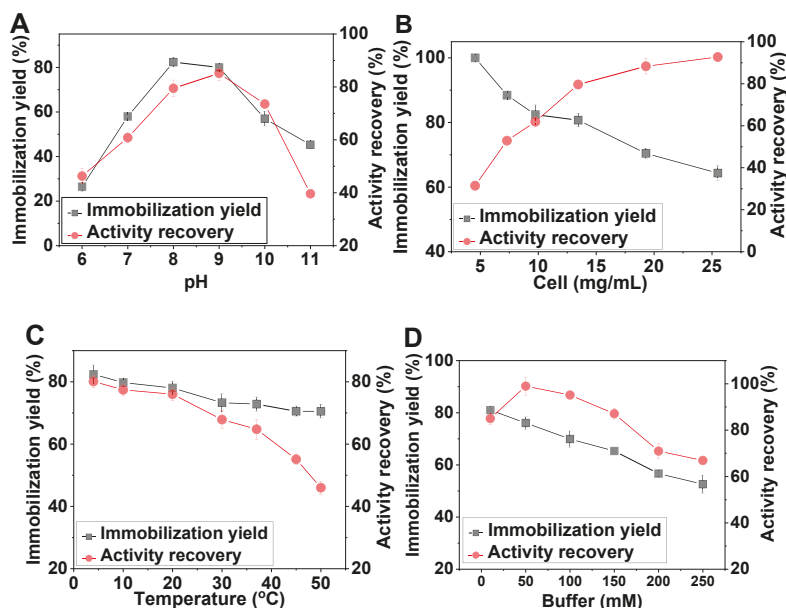 A
Immobilization yield (%)
80
60
40
20
0
Immobilization yield
Activity recovery
6 7 8 9 10 11
pH
100
80
60
40
20
Activity recovery (%)
B
Immobilization yield (%)
100
80
60
40
Immobilization yield
Activity recovery
5 10 15 20 25
Cell (mg/mL)
100
90
80
70
60
50
40
30
20
10
0
Activity recovery (%)
C
Immobilization yield (%)
80
60
40
20
Immobilization yield
Activity recovery
0 10 20 30 40 50
Temperature (°C)
80
60
40
20
Activity recovery (%)
D
Immobilization yield (%)
100
80
60
40
20
Immobilization yield
Activity recovery
0 50 100 150 200 250
Buffer (mM)
100
80
60
40
20
Activity recovery (%)